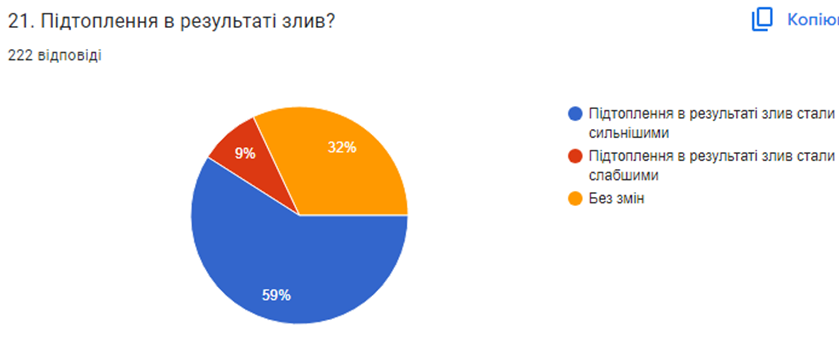 21. Підтоплення в результаті злив?
Копію
222 відповіді
32%
9%
59%
Підтоплення в результаті злив стали
сильнішими
Підтоплення в результаті злив стали
слабшими
Без змін